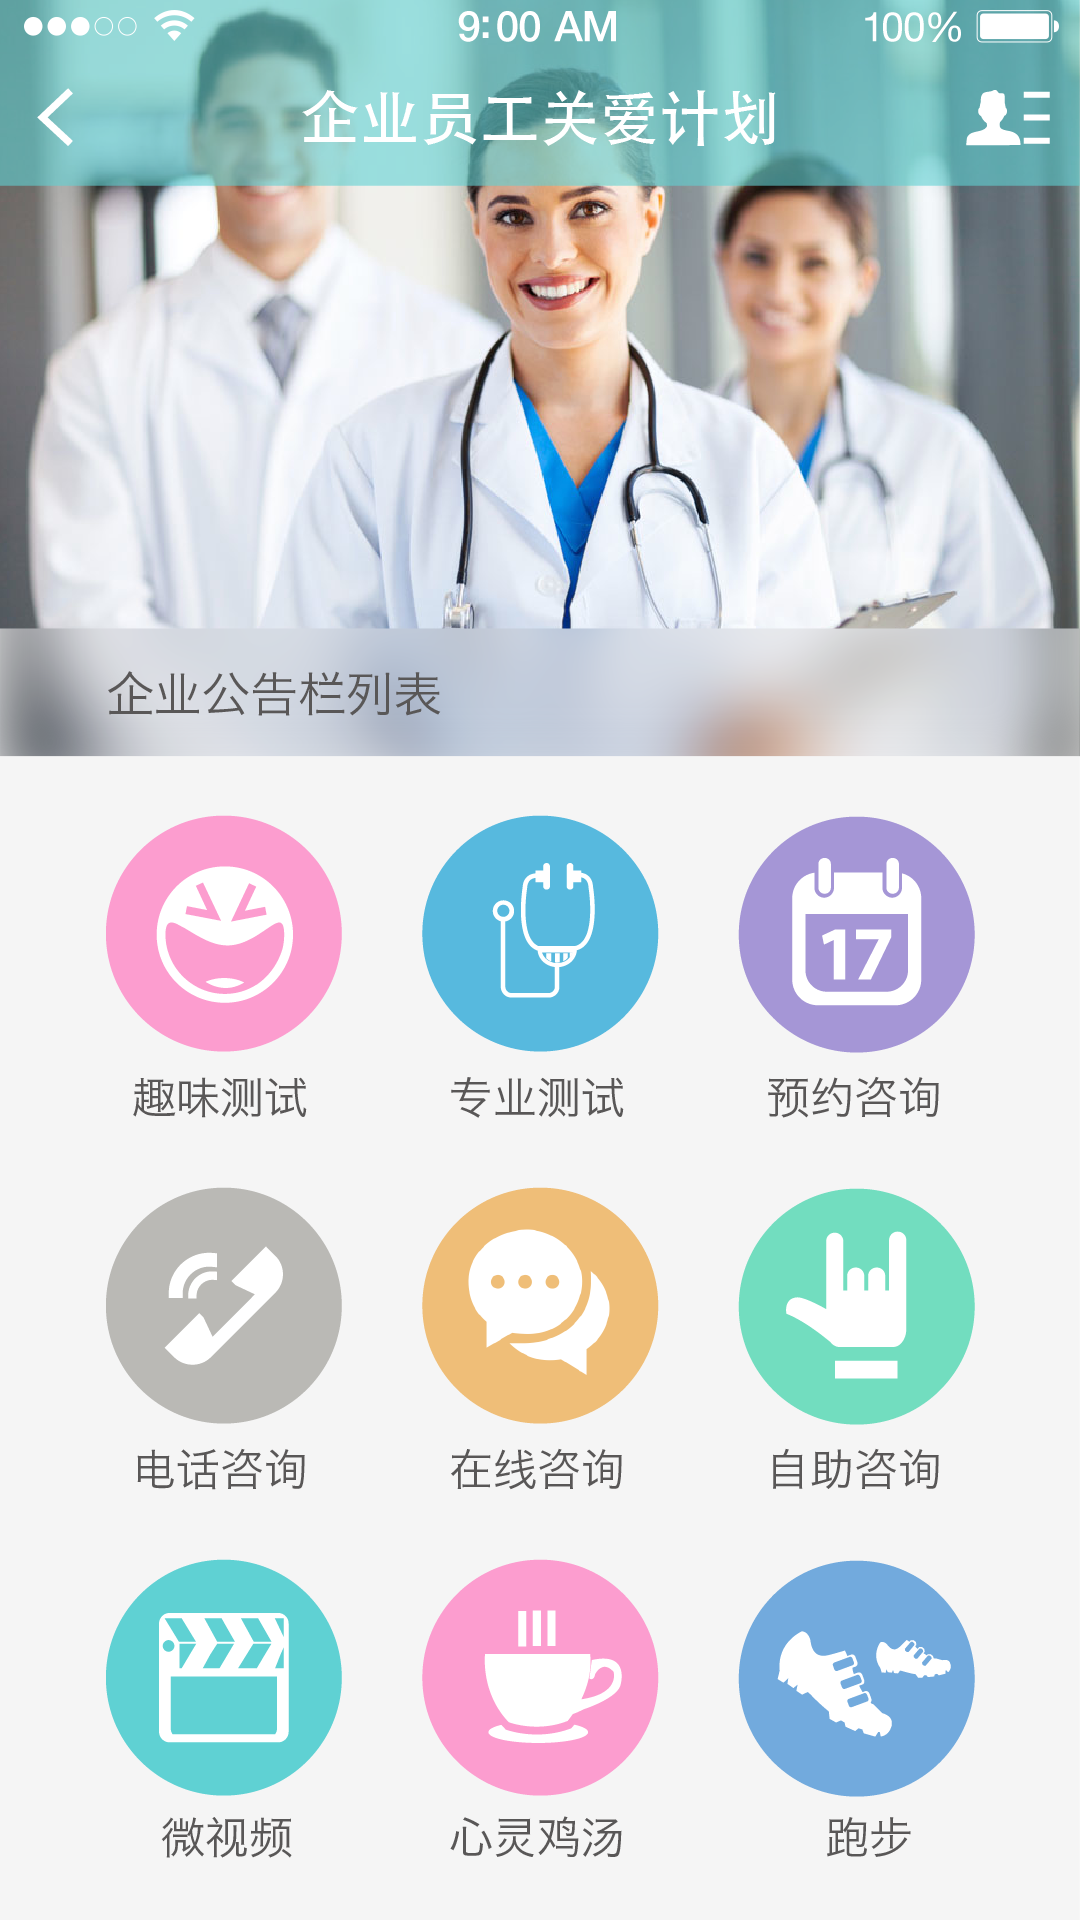 9:00 AM
100%
企业员工关爱计划
企业公告栏列表
17
趣味测试
专业测试
预约咨询
电话咨询
在线咨询
自助咨询
微视频
心灵鸡汤
跑步